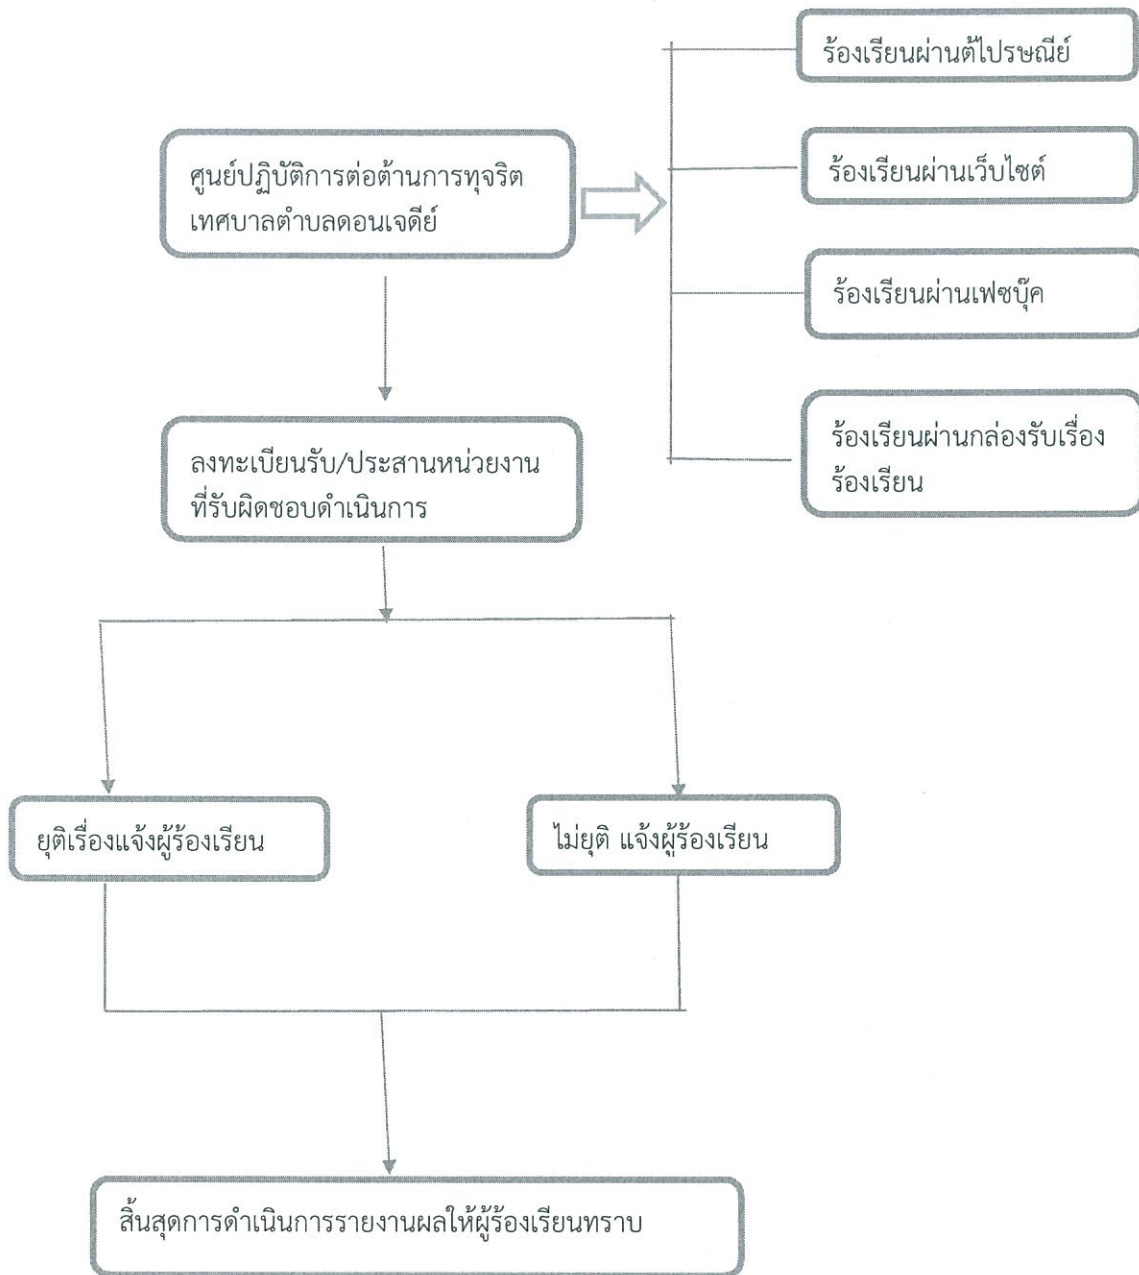 ร้องเรียนผ่านตู้ไปรษณีย์
ศูนย์ปฏิบัติการต่อต้านการทุจริต
เทศบาลตำบลดอนเจดีย์
ร้องเรียนผ่านเว็บไซต์
ร้องเรียนผ่านเฟซบุ๊ค
ลงทะเบียนรับ/ประสานหน่วยงาน
ที่รับผิดชอบดำเนินการ
ร้องเรียนผ่านกล่องรับเรื่อง
ร้องเรียน
ยุติเรื่องแจ้งผู้ร้องเรียน
ไม่ยุติ แจ้งผู้ร้องเรียน
สิ้นสุดการดำเนินการรายงานผลให้ผู้ร้องเรียนทราบ